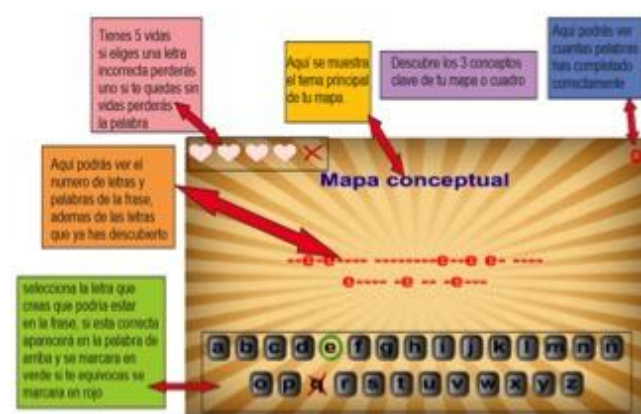 Tienes 5 vidas
si eliges una letra
incorrecta perderás
uno si te quedas sin
vidas perderás
la palabra
Aquí se muestra
el tema principal
de tu mapa
Descubre los 3 conceptos
clave de tu mapa o cuadro
Aquí podrás ver
cuantas palabras
has completado
correctamente
Mapa conceptual
Aqui podrás ver el
numero de letras y
palabras de la frase,
ademas de las letras
que ya has descubierto
--e-e---- --------e--e e- ----
e---- -e -- -e----
selecciona la letra que
creas que podria estar
en la frase, si esta correcta
aparecerá en la palabra de
arriba y se marcara en
verde si te equivocas se
marcara en rojo
a b c d e f g h i j k l m n ñ
o p q r s t u v w x y z